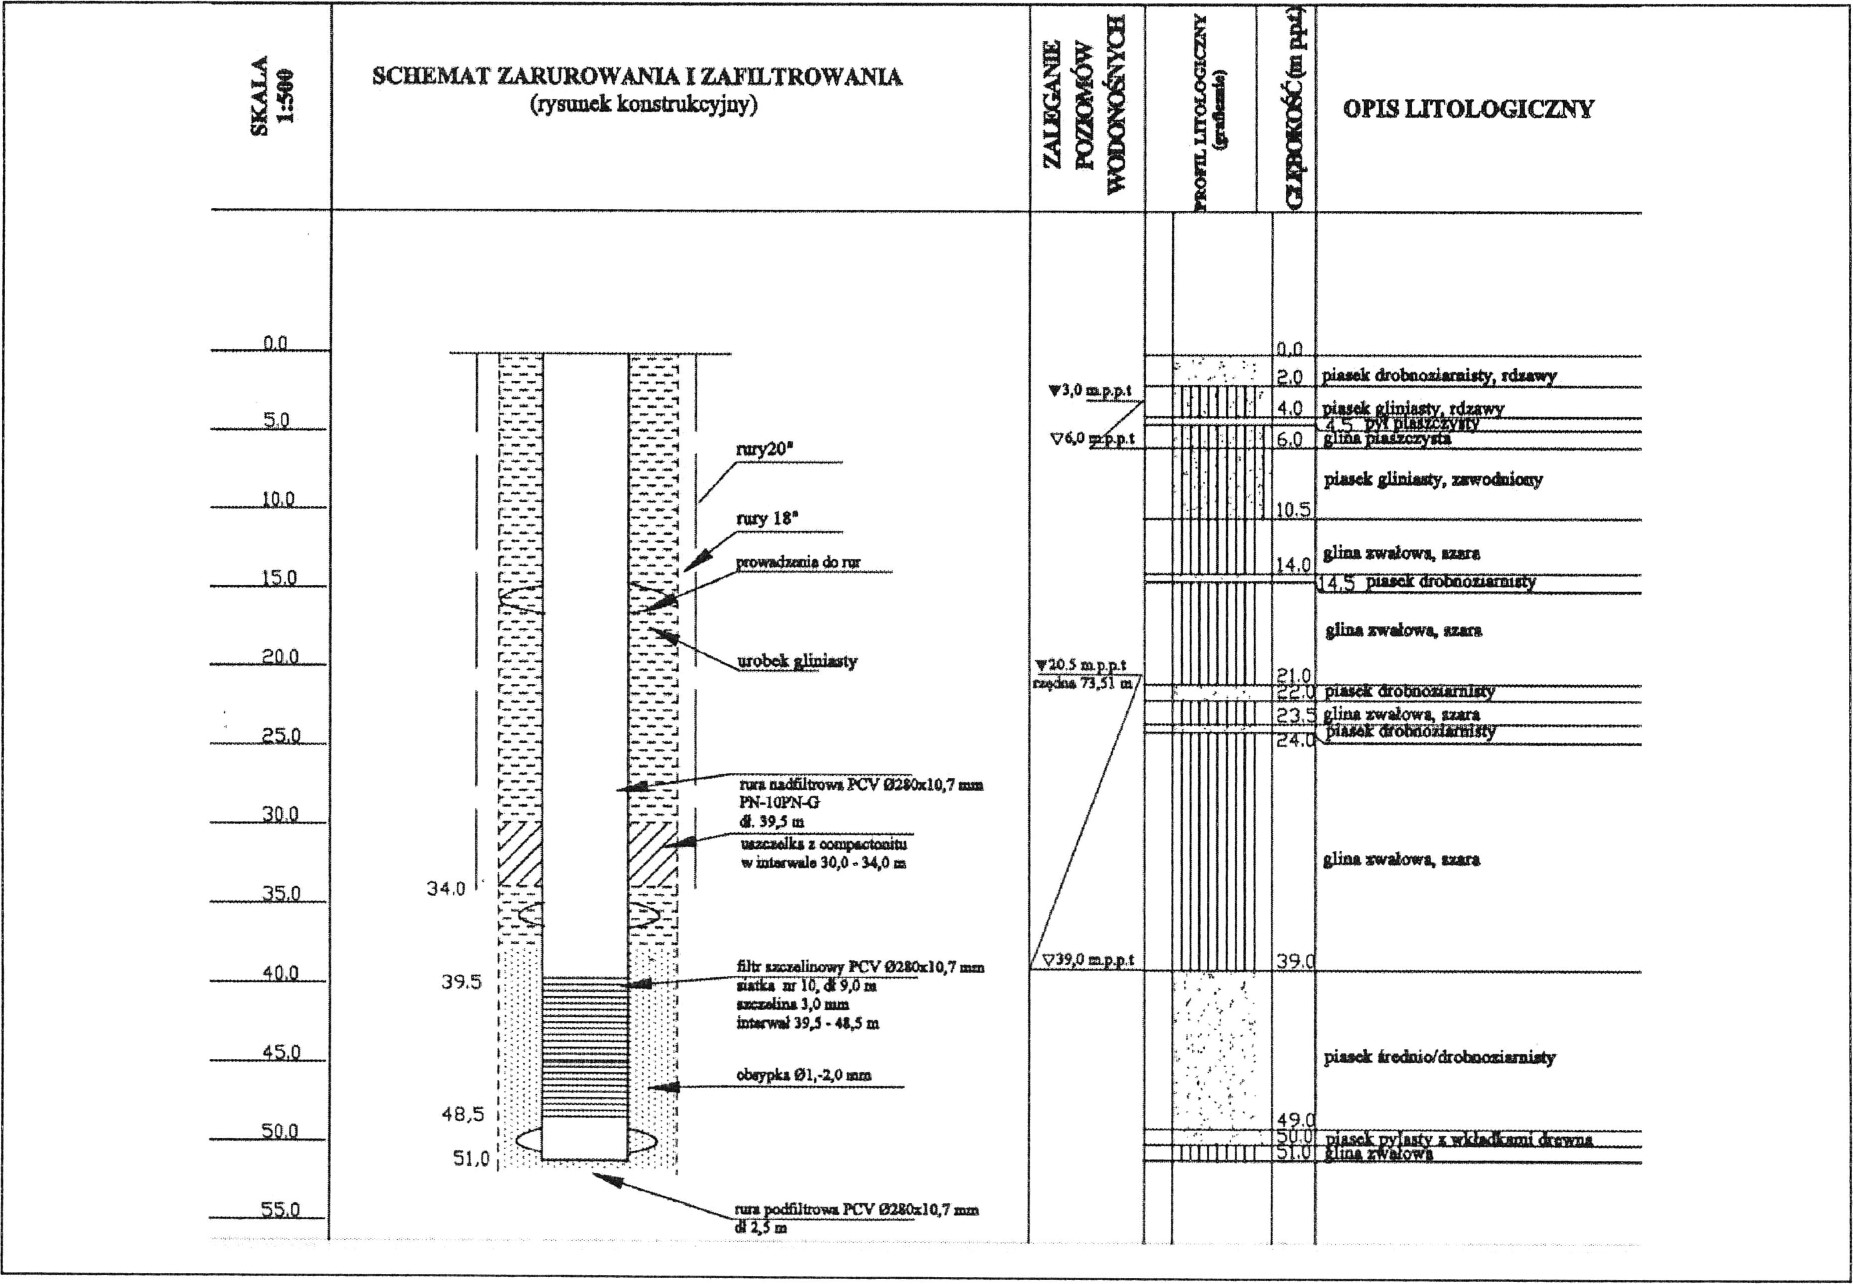 SKALA
1:500
SCHEMAT ZARUROWANIA I ZAFILTROWANIA
(rysunek konstrukcyjny)
ZALEGANIE
POZIOMÓW
WODONOŚNYCH
PROFIL LITOLOGICZNY
(graficznie)
GŁĘBOKOŚĆ (m ppt)
OPIS LITOLOGICZNY
0.0
5.0
10.0
15.0
20.0
25.0
30.0
35.0
40.0
45.0
50.0
55.0
34.0
39.5
48,5
51,0
rury20"
rury 18"
prowadzenia do rur
urobek gliniasty
rura nadfiltrowa PCV Ø280x10,7 mm
PN-10PN-G
dł. 39,5 m
uszczelka z compactonitu
w interwale 30,0 - 34,0 m
filtr szczelinowy PCV Ø280x10,7 mm
siatka nr 10, dł 9,0 m
szczelina 3,0 mm
interwał 39,5 - 48,5 m
obsypka Ø1,-2,0 mm
rura podfiltrowa PCV Ø280x10,7 mm
dł 2,5 m
▼3,0 m.p.p.t
▽6,0 m.p.p.t
▼20.5 m.p.p.t
rzędna 73,51 m
▽39,0 m.p.p.t
0,0
2.0 piasek drobnoziarnisty, rdzawy
4.0 piasek gliniasty, rdzawy
4.5 pył piaszczysty
6.0 glina piaszczysta
piasek gliniasty, zawodniony
10.5
glina zwałowa, szara
14.0
14.5 piasek drobnoziarnisty
glina zwałowa, szara
21.0
22.0 piasek drobnoziarnisty
23.5 glina zwałowa, szara
24.0 piasek drobnoziarnisty
glina zwałowa, szara
39.0
piasek średnio/drobnoziarnisty
49.0
50.0 piasek pylasty z wkładkami drewna
51.0 glina zwałowa